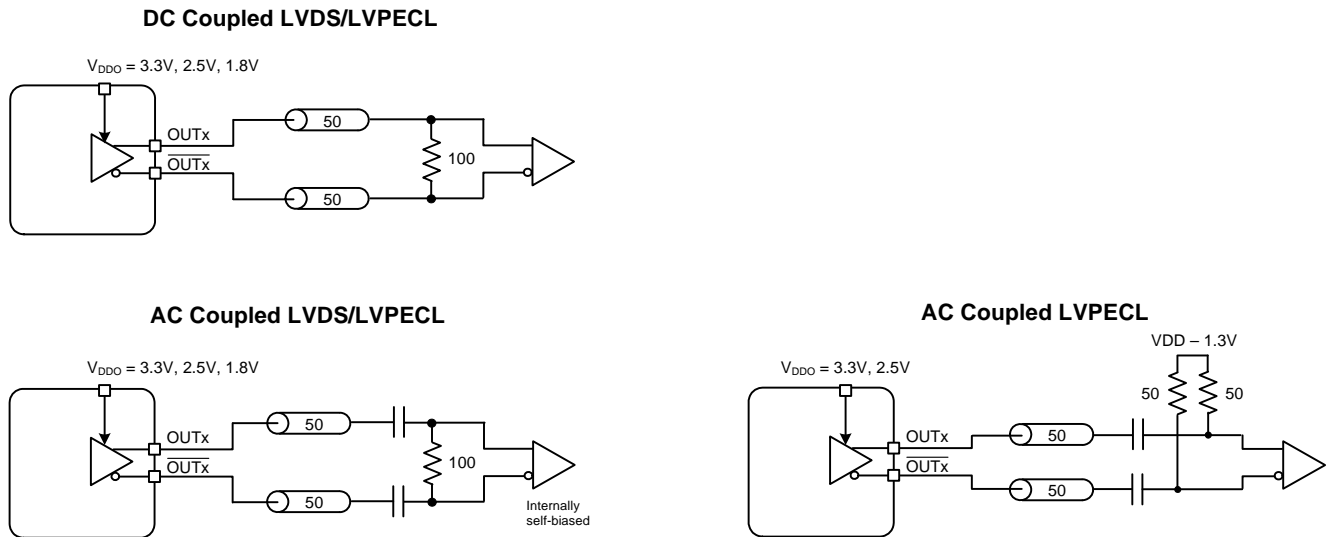 DC Coupled LVDS/LVPECL
VDDO = 3.3V, 2.5V, 1.8V
OUTx
OUTx
50
50
100
AC Coupled LVDS/LVPECL
VDDO = 3.3V, 2.5V, 1.8V
OUTx
OUTx
50
50
100
Internally
self-biased
AC Coupled LVPECL
VDD – 1.3V
VDDO = 3.3V, 2.5V
50
50
OUTx
OUTx
50
50